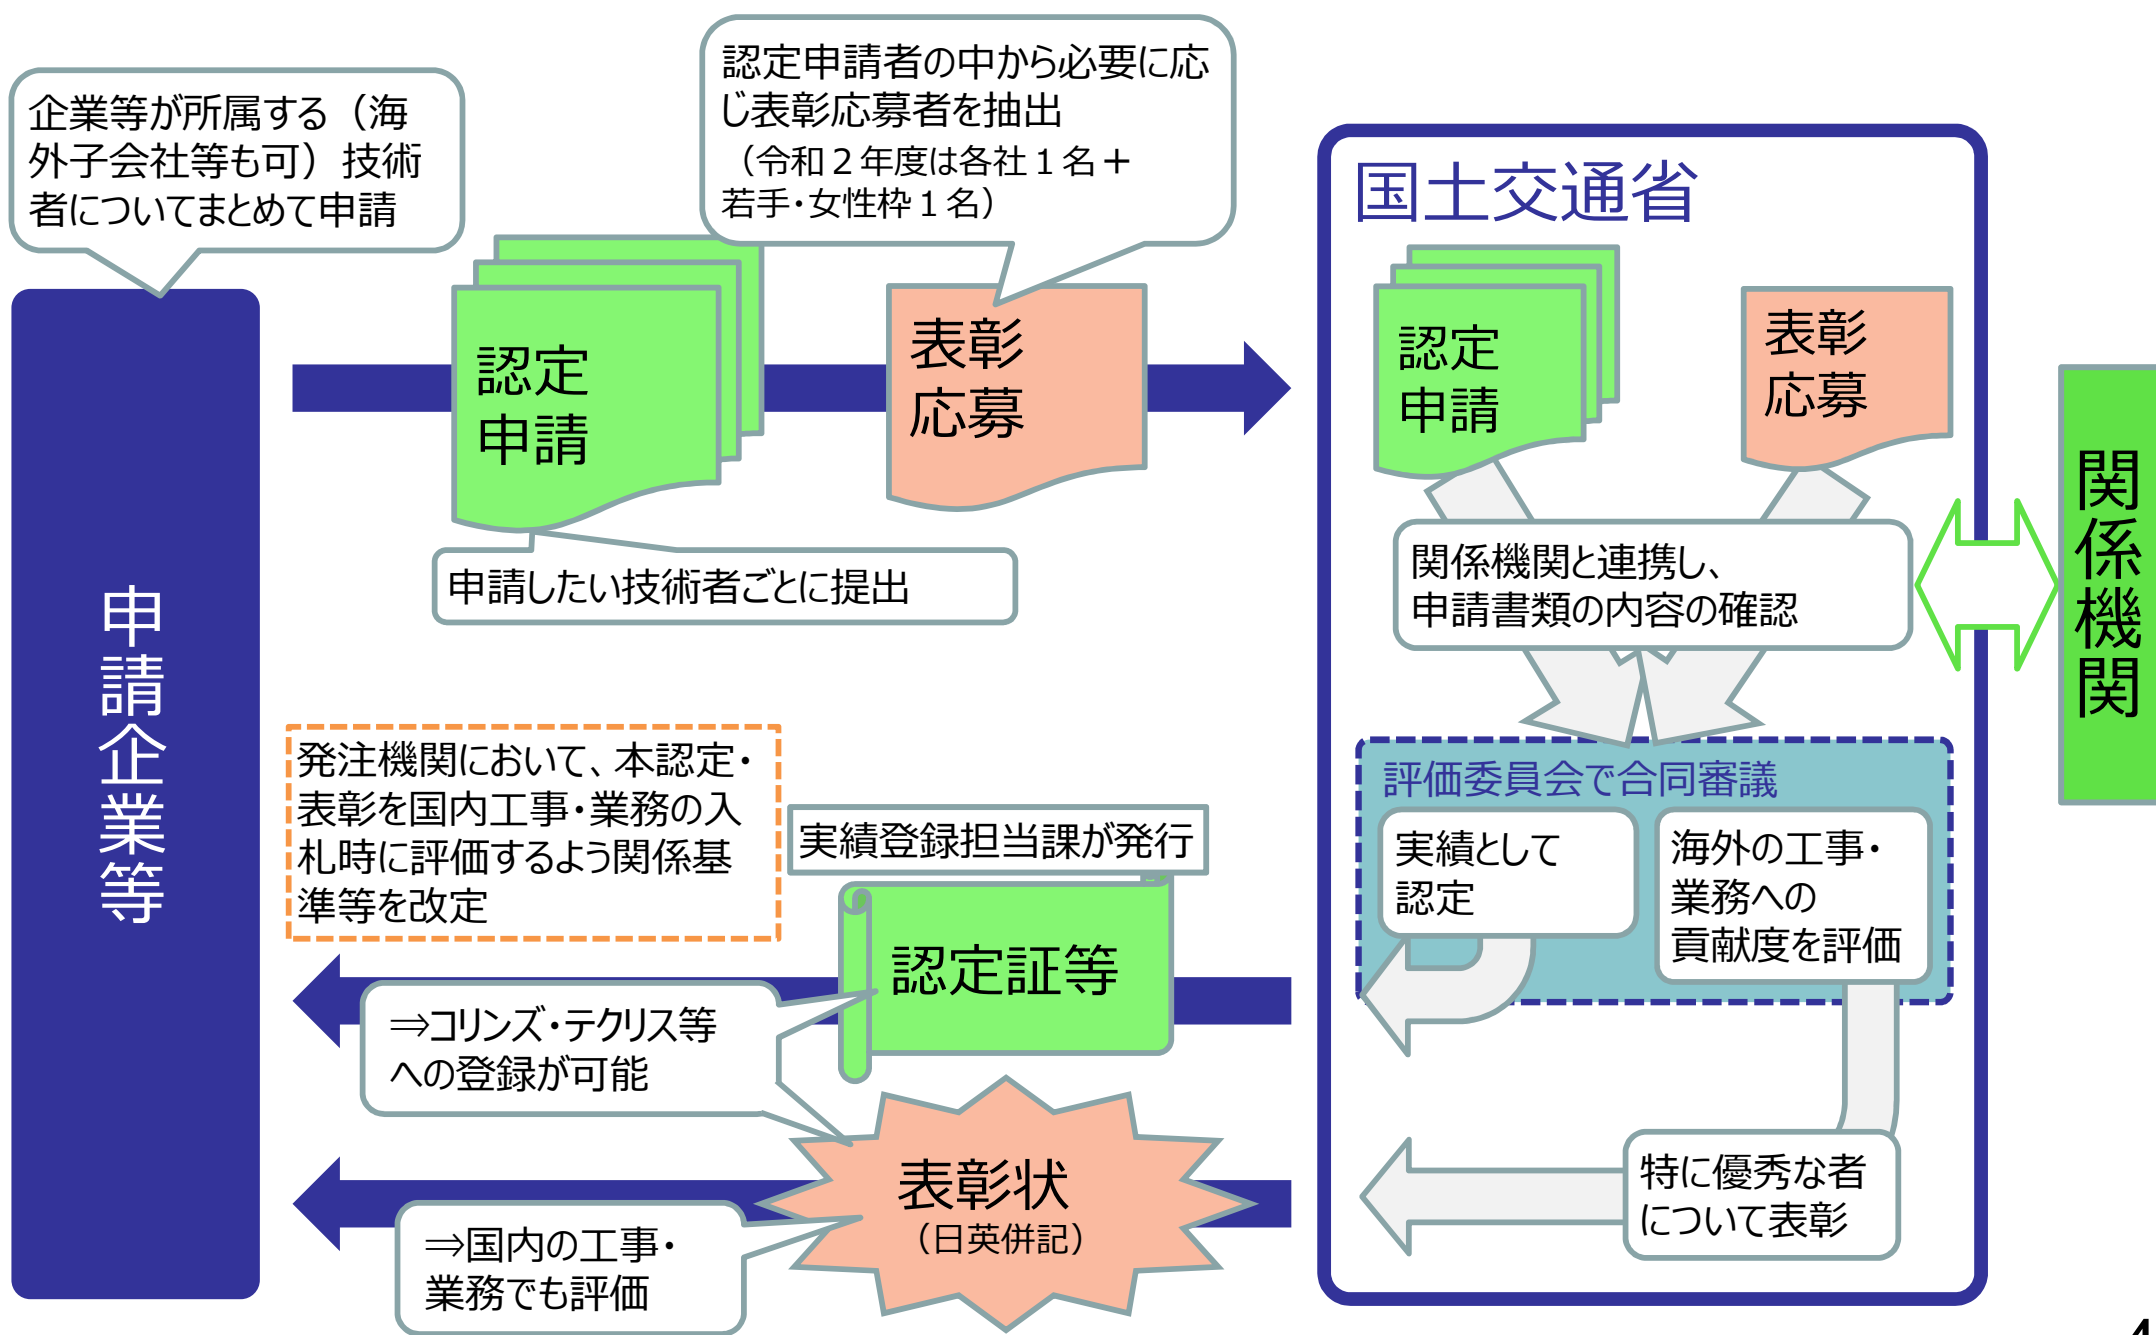 企業等が所属する（海
外子会社等も可）技術
者についてまとめて申請
認定申請者の中から必要に応
じ表彰応募者を抽出
（令和２年度は各社１名＋
若手・女性枠１名）
申請企業等
認定
申請
表彰
応募
申請したい技術者ごとに提出
国土交通省
認定
申請
表彰
応募
関係機関と連携し、
申請書類の内容の確認
関係機関
評価委員会で合同審議
実績として
認定
海外の工事・
業務への
貢献度を評価
特に優秀な者
について表彰
発注機関において、本認定・
表彰を国内工事・業務の入
札時に評価するよう関係基
準等を改定
実績登録担当課が発行
認定証等
⇒コリンズ・テクリス等
への登録が可能
表彰状
（日英併記）
⇒国内の工事・
業務でも評価